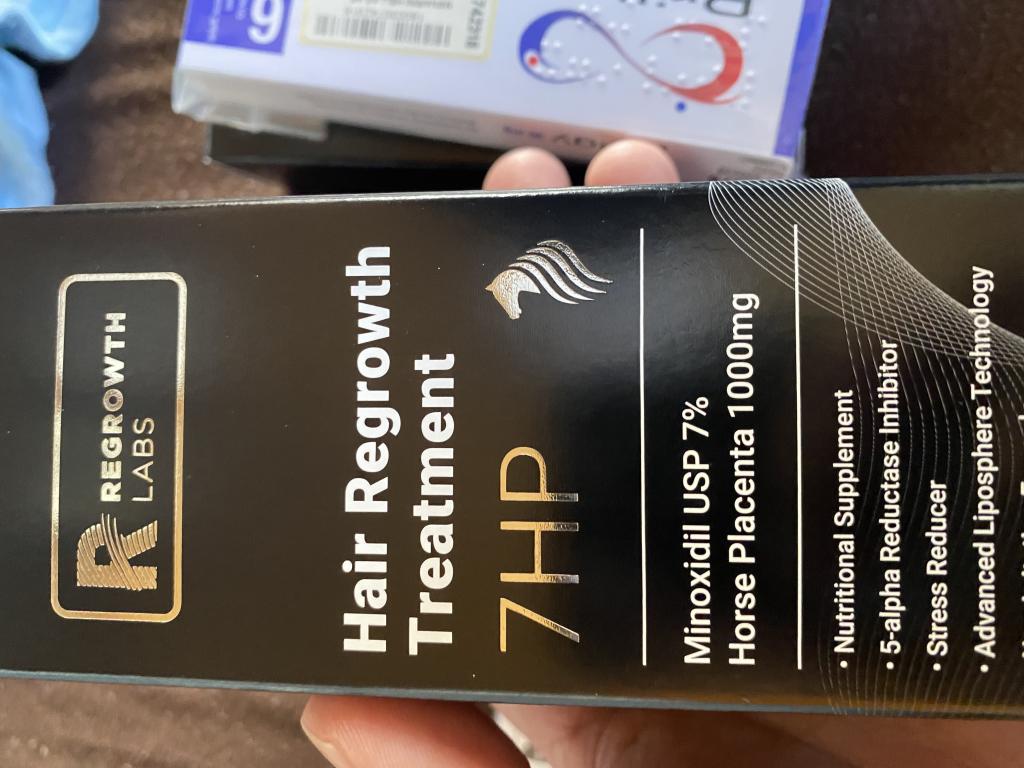 REGROWTH
LABS
Hair Regrowth
Treatment
7HP
Minoxidil USP 7%
Horse Placenta 1000mg
• Nutritional Supplement
• 5-alpha Reductase Inhibitor
• Stress Reducer
• Advanced Liposphere Technology